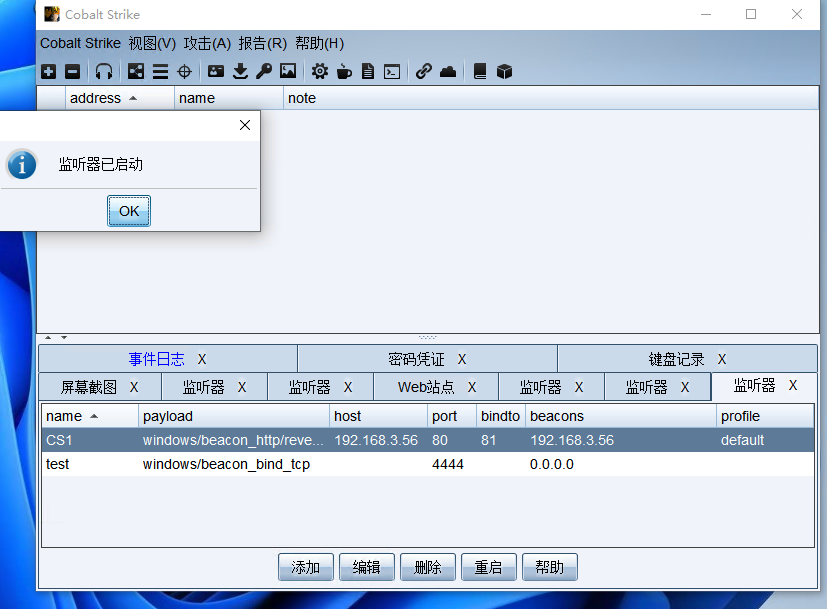 Cobalt Strike
Cobalt Strike 视图(V) 攻击(A) 报告(R) 帮助(H)
address name note
监听器已启动
OK
事件日志 X 密码凭证 X 键盘记录 X
屏幕截图 X 监听器 X 监听器 X Web站点 X 监听器 X 监听器 X 监听器 X
name payload host port bindto beacons profile
CS1 windows/beacon_http/reve... 192.168.3.56 80 81 192.168.3.56 default
test windows/beacon_bind_tcp 4444 0.0.0.0
添加 编辑 删除 重启 帮助